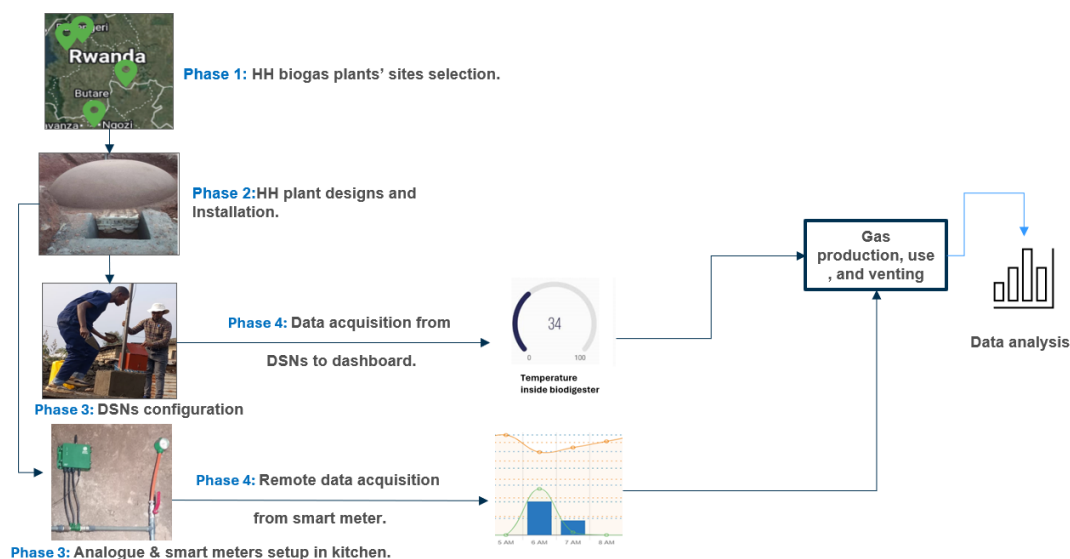 Rwanda
Butare
Ngozi
Phase 1: HH biogas plants’ sites selection.
Phase 2:HH plant designs and
Installation.
Phase 4: Data acquisition from
DSNs to dashboard.
Phase 3: DSNs configuration
34
0 100
Temperature
inside biodigester
Gas
production, use
, and venting
Data analysis
Phase 4: Remote data acquisition
from smart meter.
5 AM 6 AM 7 AM 8 AM
Phase 3: Analogue & smart meters setup in kitchen.